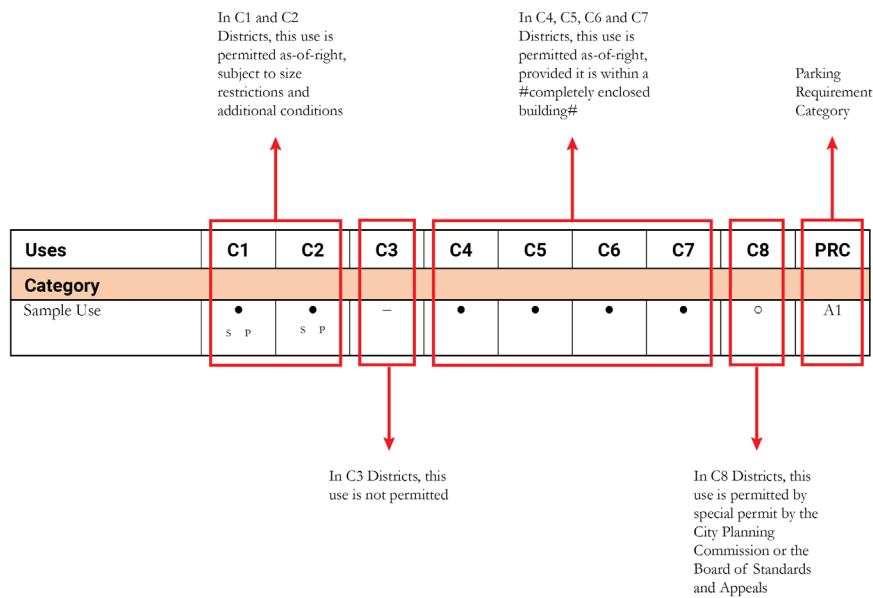 In C1 and C2
Districts, this use is
permitted as-of-right,
subject to size
restrictions and
additional conditions
In C4, C5, C6 and C7
Districts, this use is
permitted as-of-right,
provided it is within a
#completely enclosed
building#
Parking
Requirement
Category
Uses C1 C2 C3 C4 C5 C6 C7 C8 PRC
Category
Sample Use ● ● – ● ● ● ● ○ A1
S P S P
In C3 Districts, this
use is not permitted
In C8 Districts, this
use is permitted by
special permit by the
City Planning
Commission or the
Board of Standards
and Appeals